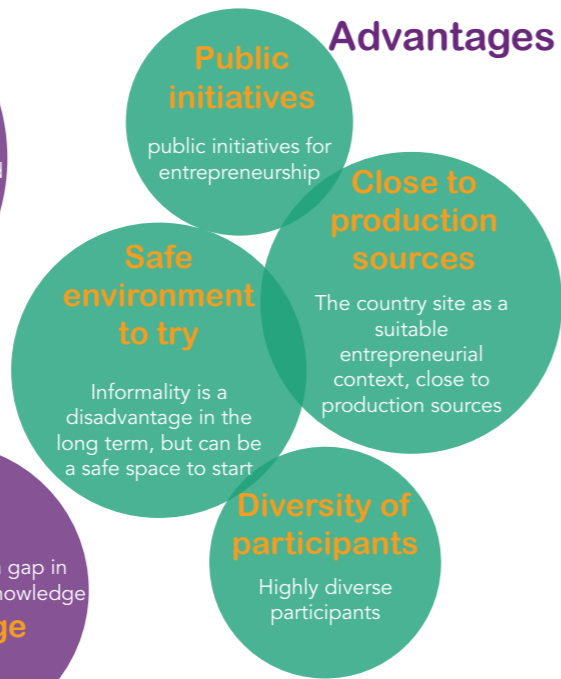 Advantages
Public
initiatives
public initiatives for
entrepreneurship
Close to
production
sources
The country site as a
suitable
entrepreneurial
context, close to
production sources
Safe
environment
to try
Informality is a
disadvantage in the
long term, but can be
a safe space to start
Diversity of
participants
Highly diverse
participants
gap in